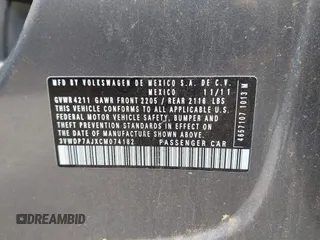 MFD BY VOLKSWAGEN DE MEXICO S.A. DE C.V.
MEXICO 11/11
GVWR 4211 GAWR FRONT 2205 / REAR 2116 LBS
THIS VEHICLE CONFORMS TO ALL APPLICABLE U.S.
FEDERAL MOTOR VEHICLE SAFETY, BUMPER AND
THEFT PREVENTION STANDARDS IN EFFECT ON THE
DATE OF MANUFACTURE SHOWN ABOVE.
3VWDP7AJXCM074182 PASSENGER CAR
4657107 1013 M
DREAMBID
DREAMBID.COM